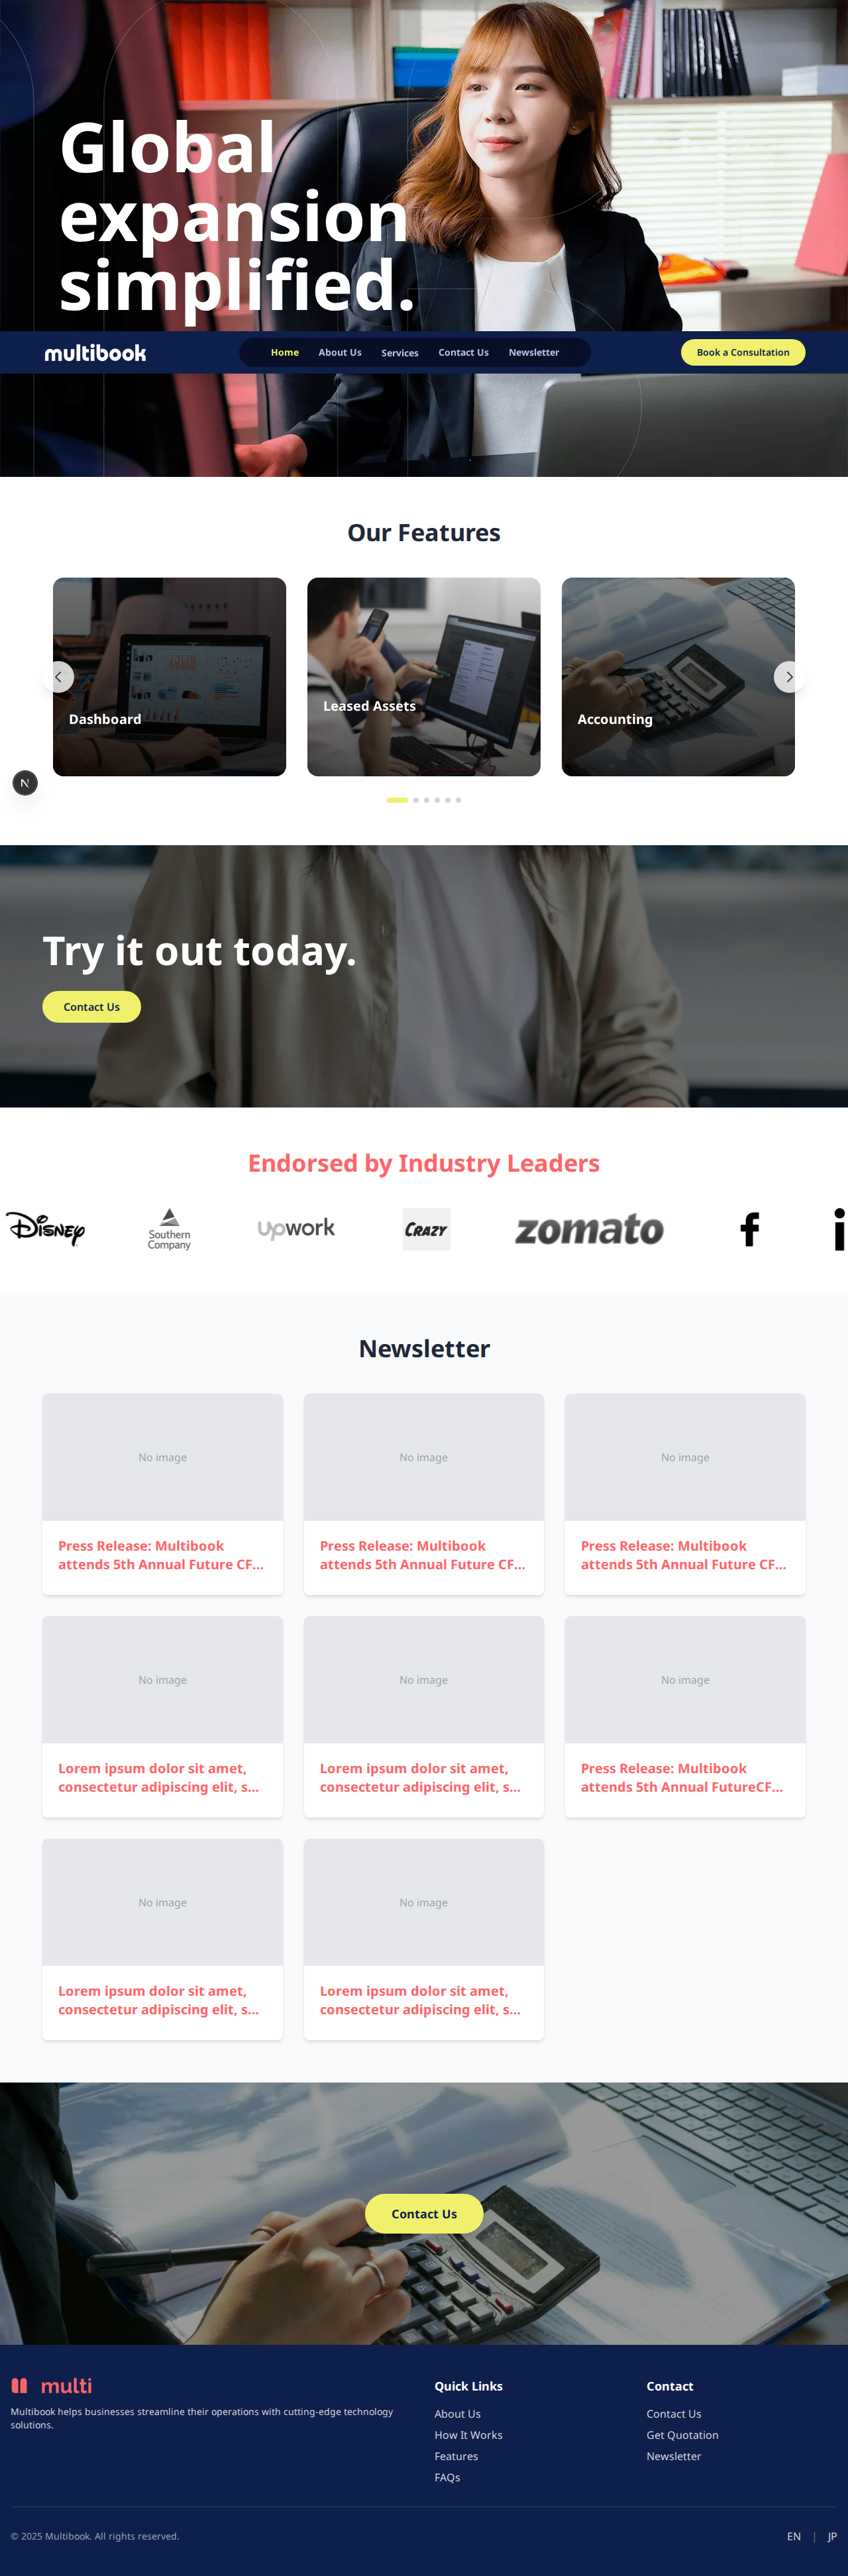 Global
expansion
simplified.
multibook
Home About Us Services Contact Us Newsletter
Book a Consultation
Our Features
Dashboard
Leased Assets
Accounting
N
Try it out today.
Contact Us
Endorsed by Industry Leaders
Disney
Southern
Company
upwork
CRAZY
zomato
f
i
Newsletter
No image
No image
No image
Press Release: Multibook
attends 5th Annual Future CF...
Press Release: Multibook
attends 5th Annual Future CF...
Press Release: Multibook
attends 5th Annual Future CF...
No image
No image
No image
Lorem ipsum dolor sit amet,
consectetur adipiscing elit, s...
Lorem ipsum dolor sit amet,
consectetur adipiscing elit, s...
Press Release: Multibook
attends 5th Annual FutureCF...
No image
No image
Lorem ipsum dolor sit amet,
consectetur adipiscing elit, s...
Lorem ipsum dolor sit amet,
consectetur adipiscing elit, s...
Contact Us
multi
Multibook helps businesses streamline their operations with cutting-edge technology
solutions.
Quick Links
About Us
How It Works
Features
FAQs
Contact
Contact Us
Get Quotation
Newsletter
© 2025 Multibook. All rights reserved.
EN | JP